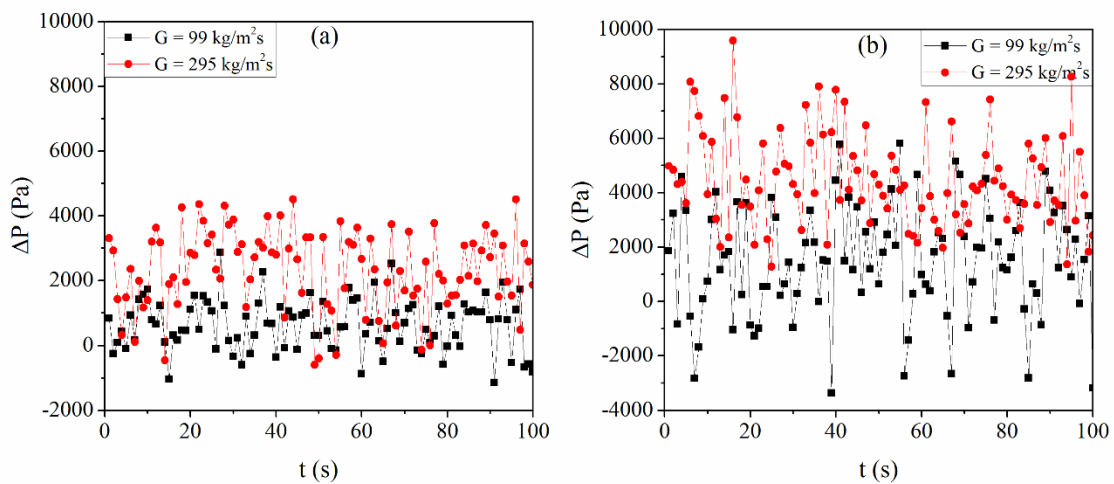 10000
8000
6000
4000
2000
0
-2000
ΔP (Pa)
G = 99 kg/m²s
G = 295 kg/m²s
(a)
0 20 40 60 80 100
t (s)
10000
8000
6000
4000
2000
0
-2000
-4000
ΔP (Pa)
(b)
G = 99 kg/m²s
G = 295 kg/m²s
0 20 40 60 80 100
t (s)